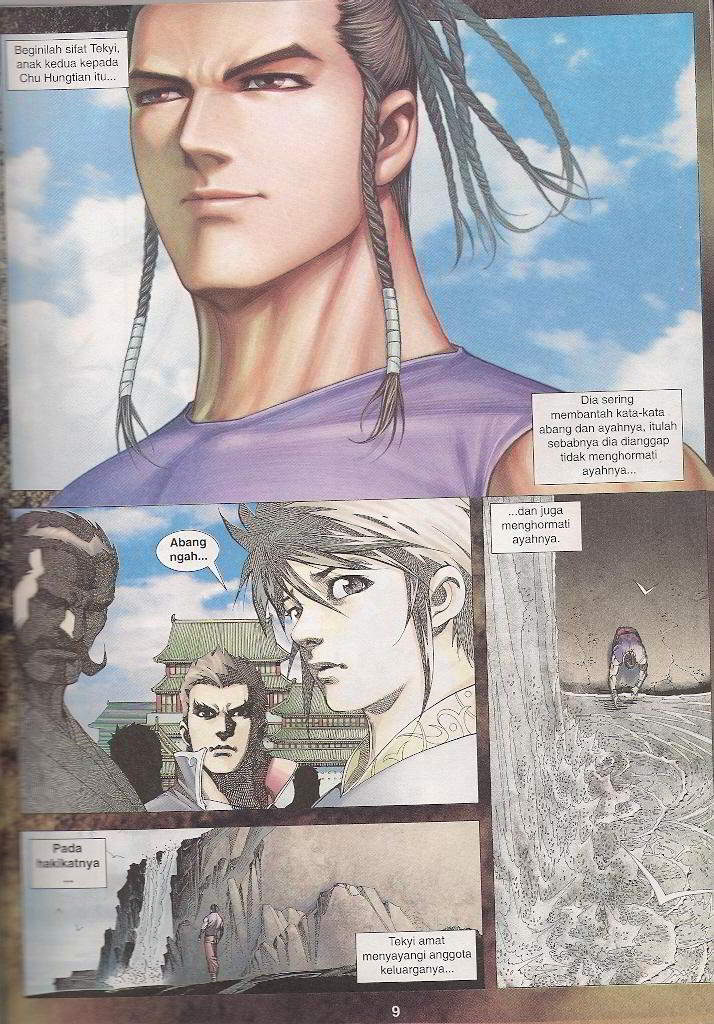 Beginilah sifat Tekyi,
anak kedua kepada
Chu Hungtian itu...
Dia sering
membantah kata-kata
abang dan ayahnya, itulah
sebabnya dia dianggap
tidak menghormati
ayahnya...
Abang
ngah...
...dan juga
menghormati
ayahnya.
Pada
hakikatnya
...
Tekyi amat
menyayangi anggota
keluarganya...
9